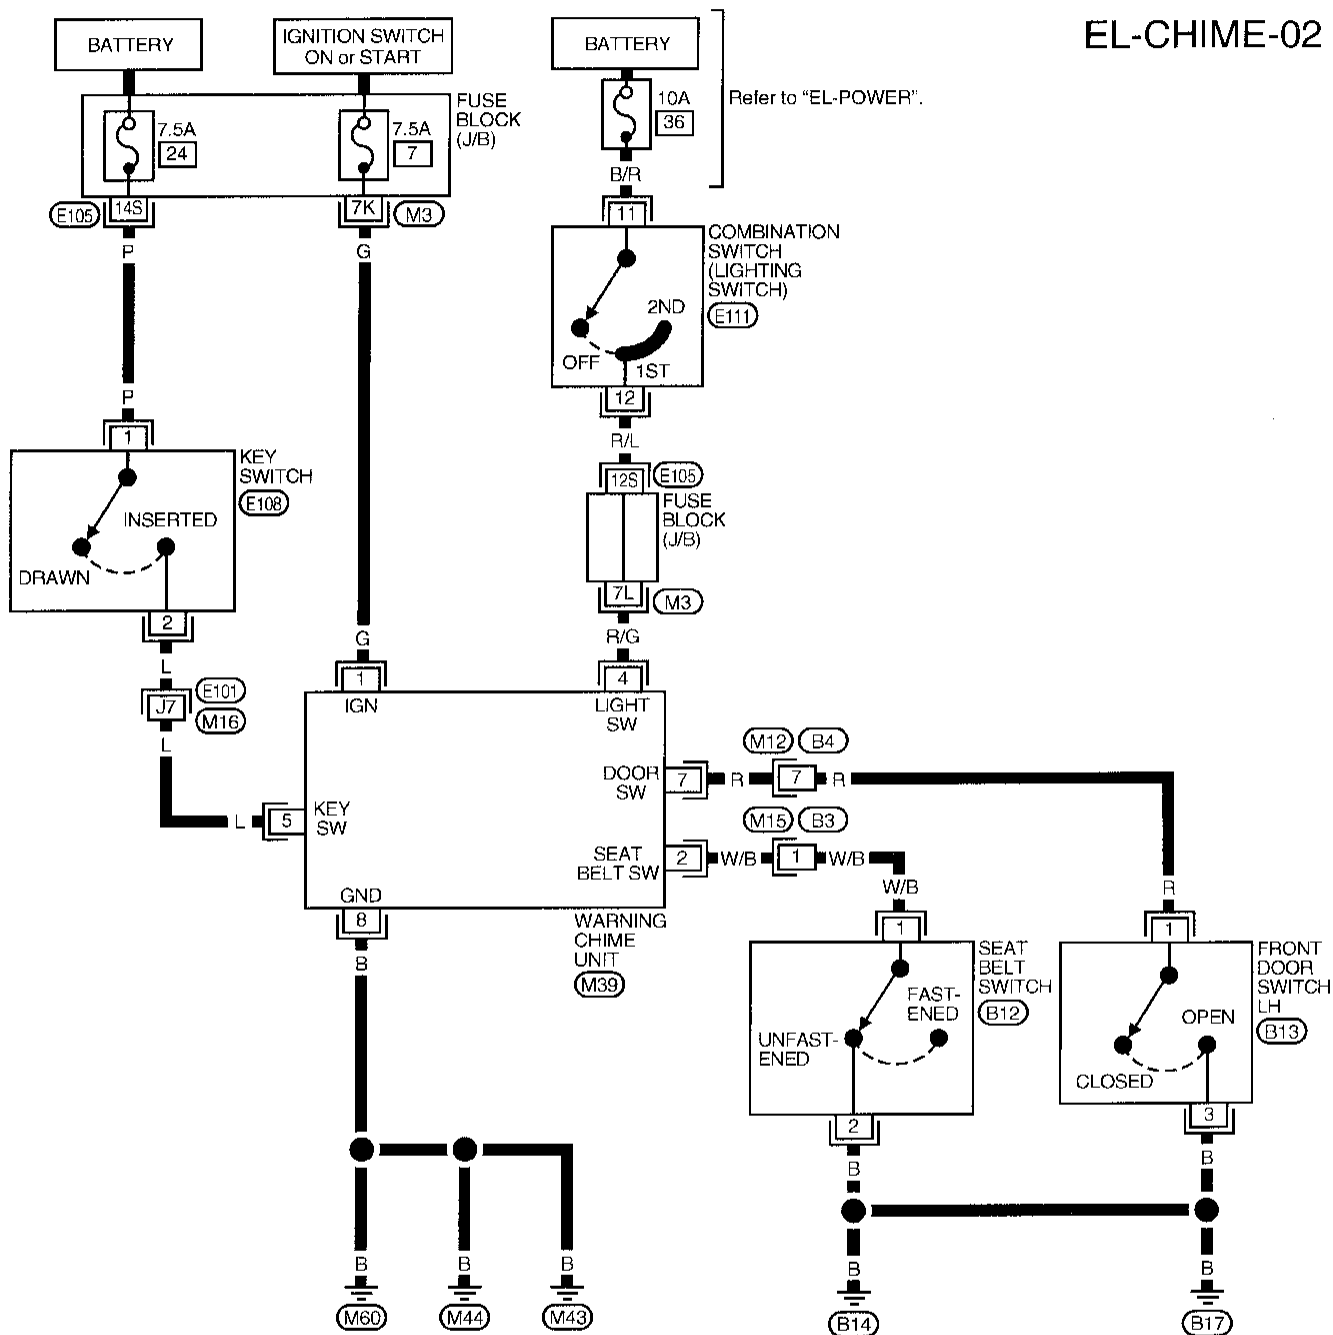 EL-CHIME-02
BATTERY
IGNITION SWITCH
ON or START
BATTERY
7.5A
24
7.5A
7
FUSE
BLOCK
(J/B)
10A
36
Refer to "EL-POWER".
B/R
E105
14S
7K
M3
11
P
G
COMBINATION
SWITCH
(LIGHTING
SWITCH)
E111
2ND
OFF
1ST
12
P
R/L
1
KEY
SWITCH
E108
12S
E105
FUSE
BLOCK
(J/B)
INSERTED
DRAWN
7L
M3
2
G
R/G
L
1
4
J7
E101
M16
IGN
LIGHT
SW
L
M12
B4
DOOR
SW
7
R
7
R
L
5
KEY
SW
M15
B3
SEAT
BELT SW
2
W/B
1
W/B
GND
8
W/B
R
WARNING
CHIME
UNIT
M39
B
1
SEAT
BELT
SWITCH
B12
1
FRONT
DOOR
SWITCH
LH
B13
FAST-
ENED
UNFAST-
ENED
OPEN
CLOSED
2
3
B
B
B
B
B
B
B
M60
M44
M43
B14
B17